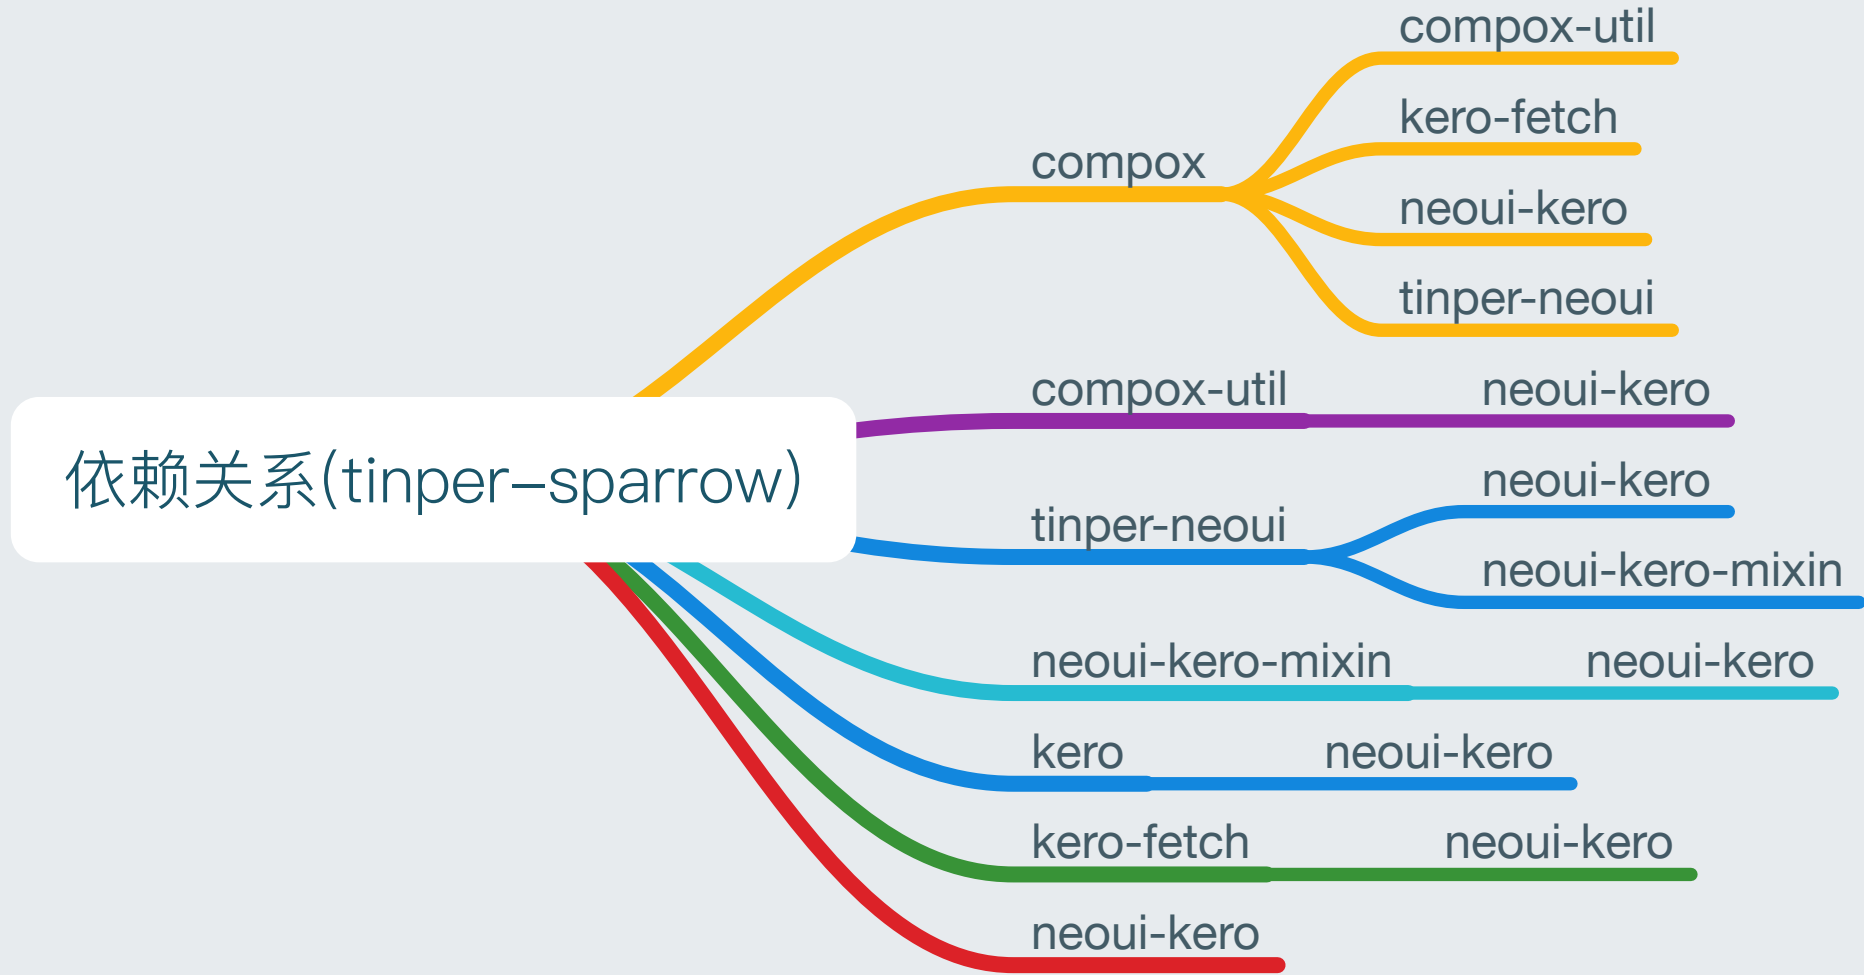 依赖关系(tinper-sparrow)
compox
compox-util
kero-fetch
neoui-kero
tinper-neoui
compox-util
neoui-kero
tinper-neoui
neoui-kero
neoui-kero-mixin
neoui-kero-mixin
neoui-kero
kero
neoui-kero
kero-fetch
neoui-kero
neoui-kero